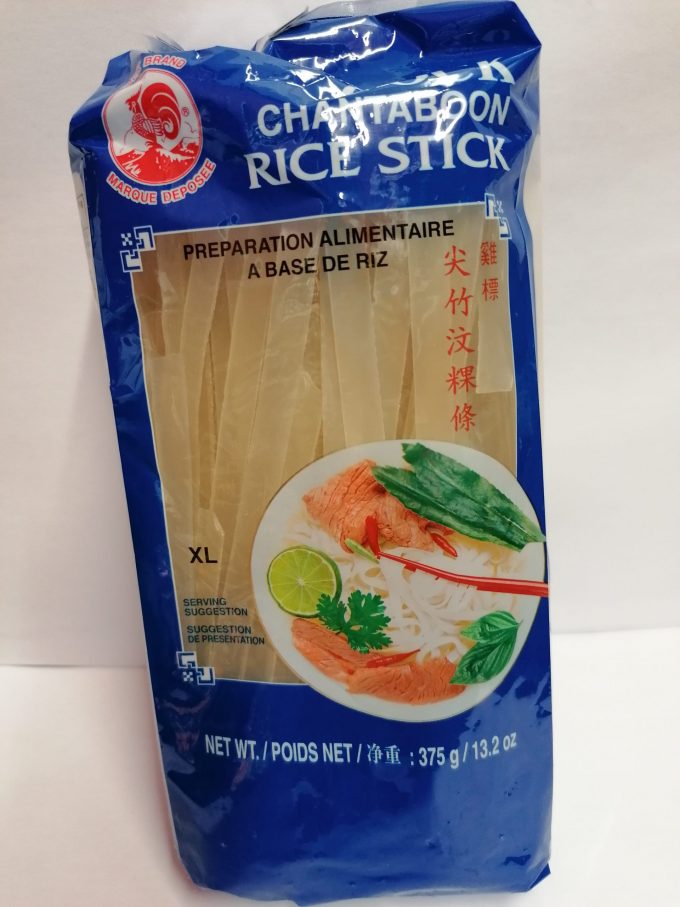 BRAND
MARQUE DEPOSEE
®
CHANTABOON
RICE STICK
PREPARATION ALIMENTAIRE
A BASE DE RIZ
雞標
尖竹汶粿條
XL
SERVING
SUGGESTION
SUGGESTION
DE PRESENTATION
NET WT. / POIDS NET / 净重 : 375 g / 13.2 oz